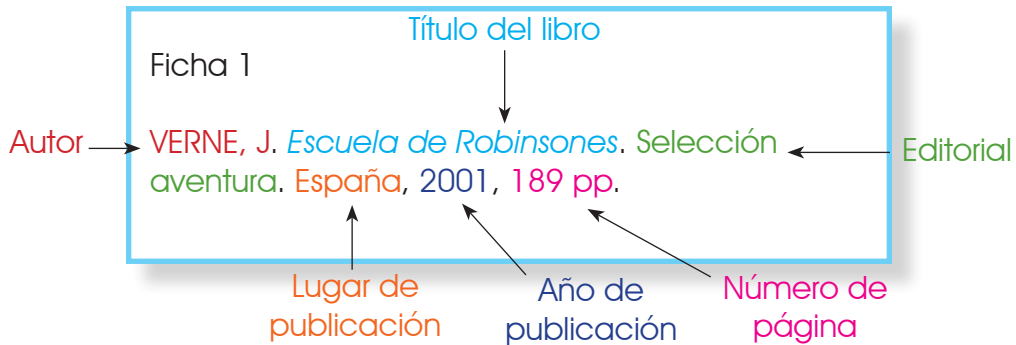 Título del libro
Ficha 1
Autor
VERNE, J. Escuela de Robinsones. Selección
aventura. España, 2001, 189 pp.
Editorial
Lugar de
publicación
Año de
publicación
Número de
página